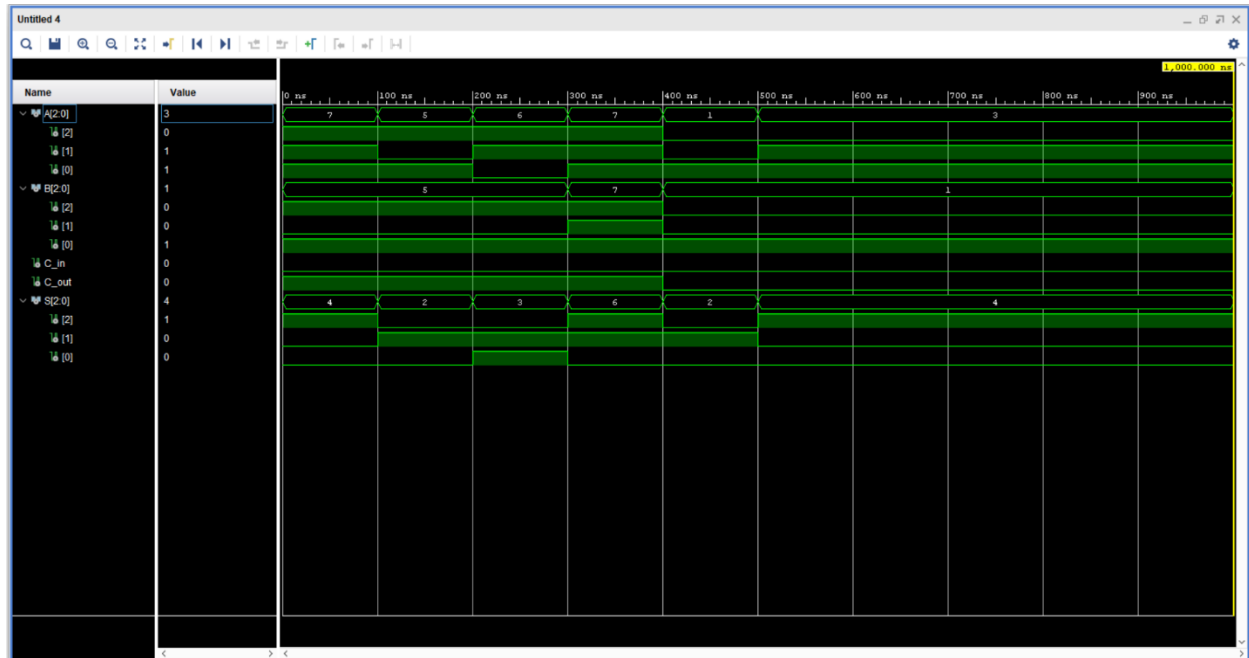 Untitled 4
1,000.000 ns
Name Value
0 ns 100 ns 200 ns 300 ns 400 ns 500 ns 600 ns 700 ns 800 ns 900 ns
A[2:0] 3 7 5 6 7 1 3
[2] 0
[1] 1
[0] 1
B[2:0] 1 5 7 1
[2] 0
[1] 0
[0] 1
C_in 0
C_out 0
S[2:0] 4 4 2 3 6 2 4
[2] 1
[1] 0
[0] 0